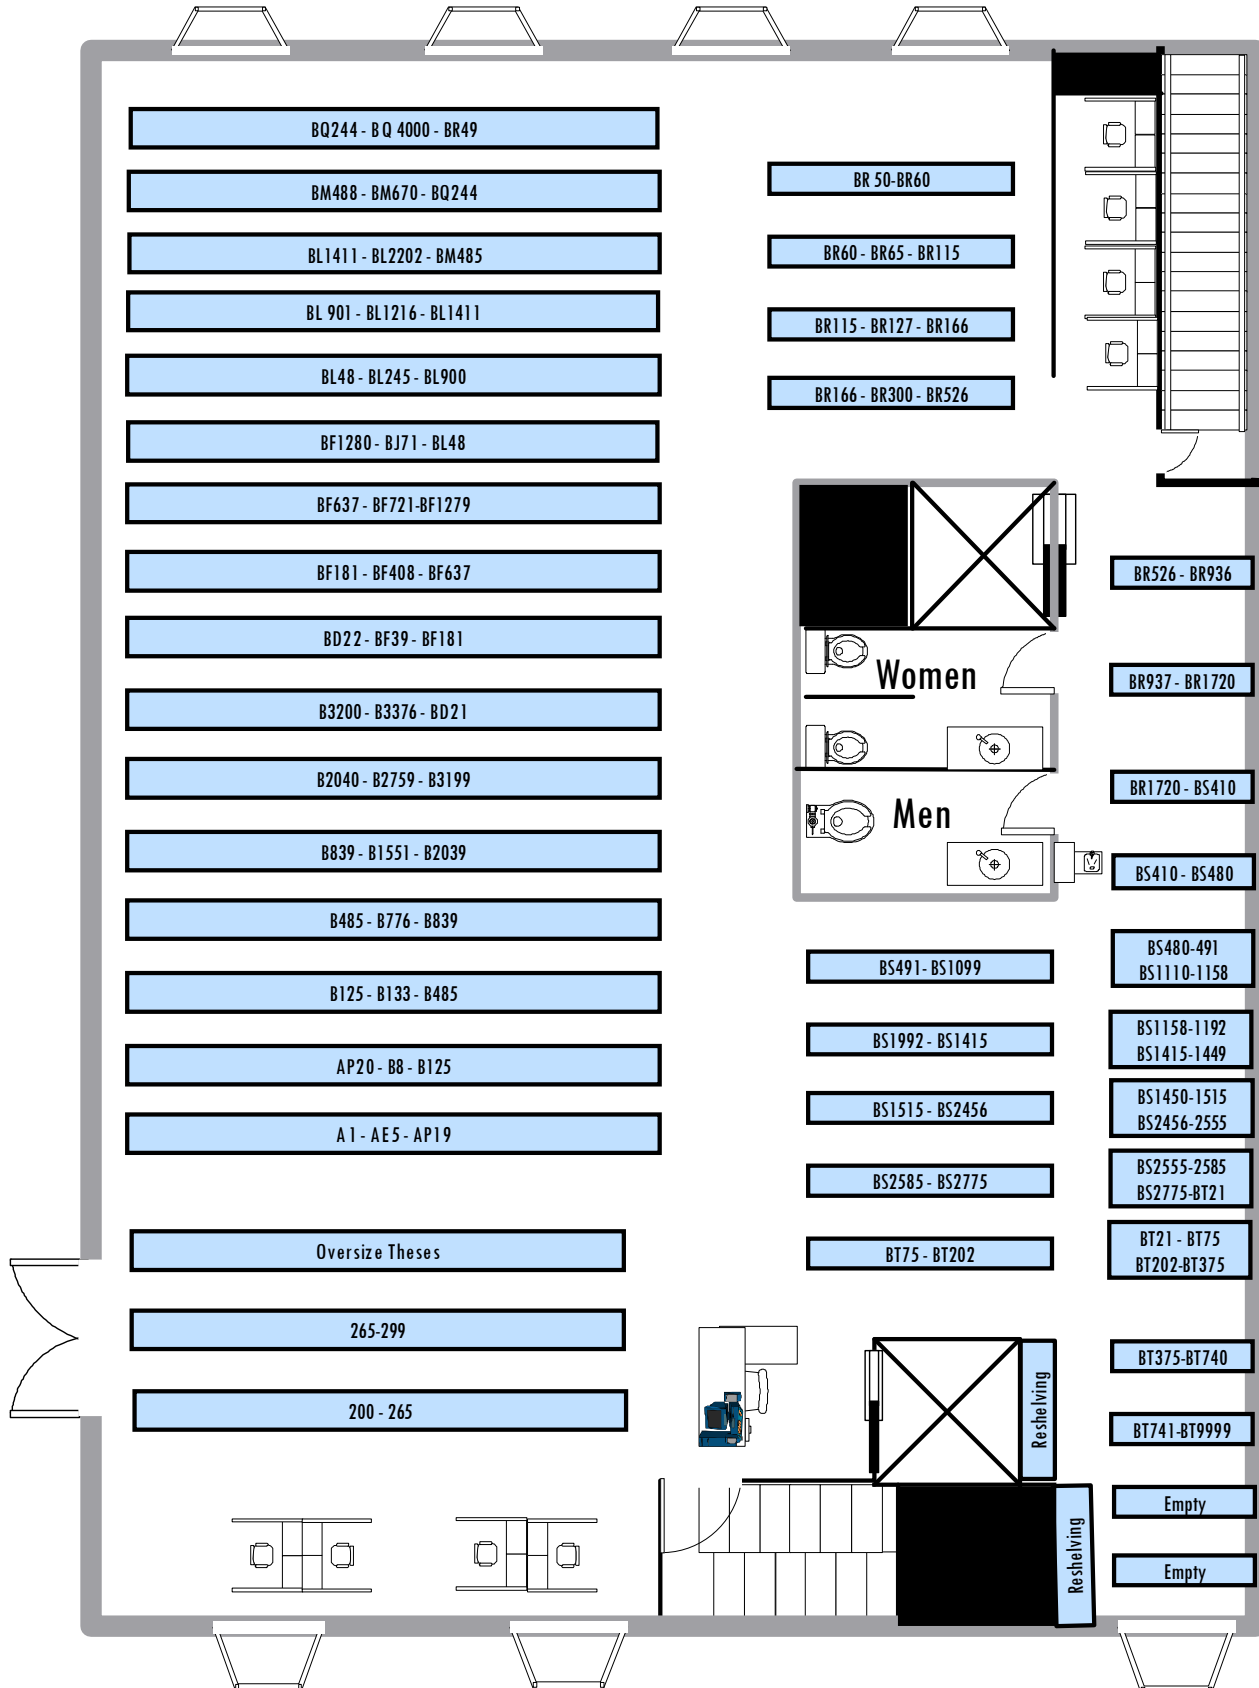 BQ244 - BQ 4000 - BR49
BM488 - BM670 - BQ244
BL1411 - BL2202 - BM485
BL 901 - BL1216 - BL1411
BL48 - BL245 - BL900
BF1280 - BJ71 - BL48
BF637 - BF721-BF1279
BF181 - BF408 - BF637
BD22 - BF39 - BF181
B3200 - B3376 - BD21
B2040 - B2759 - B3199
B839 - B1551 - B2039
B485 - B776 - B839
B125 - B133 - B485
AP20 - B8 - B125
A1 - AE5 - AP19
Oversize Theses
265-299
200 - 265
BR 50-BR60
BR60 - BR65 - BR115
BR115 - BR127 - BR166
BR166 - BR300 - BR526
Women
Men
BS491- BS1099
BS1992 - BS1415
BS1515 - BS2456
BS2585 - BS2775
BT75 - BT202
Reshelving
Reshelving
BR526 - BR936
BR937 - BR1720
BR1720 - BS410
BS410 - BS480
BS480-491
BS1110-1158
BS1158-1192
BS1415-1449
BS1450-1515
BS2456-2555
BS2555-2585
BS2775-BT21
BT21 - BT75
BT202-BT375
BT375-BT740
BT741-BT9999
Empty
Empty